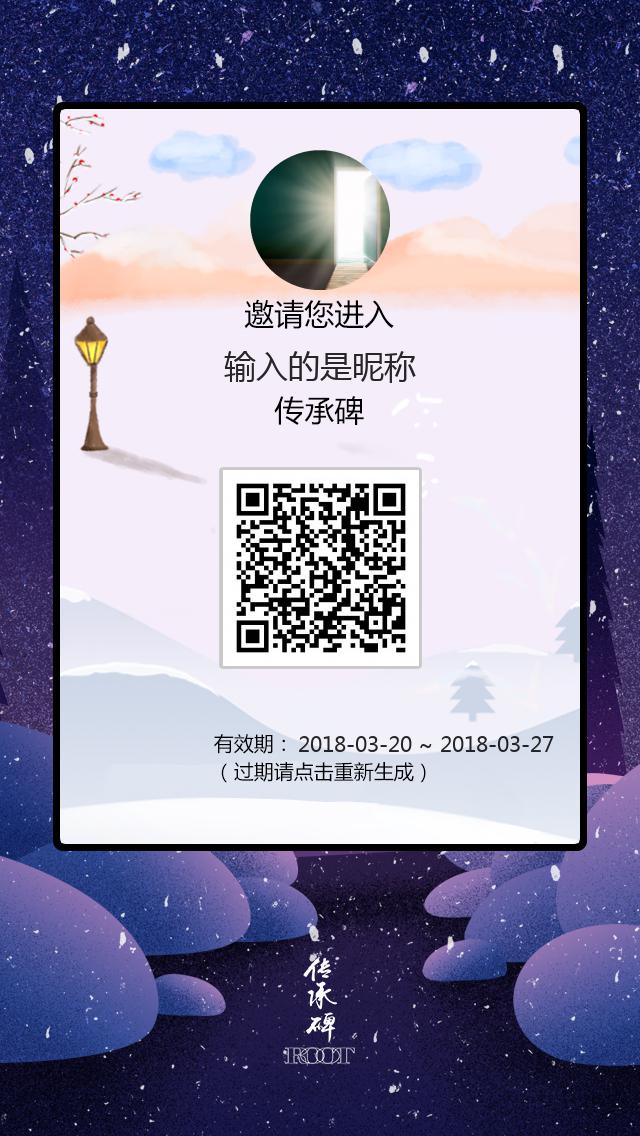 邀请您进入
输入的是昵称
传承碑
有效期： 2018-03-20 ~ 2018-03-27
（ 过期请点击重新生成 ）
传
承
碑
ROOT